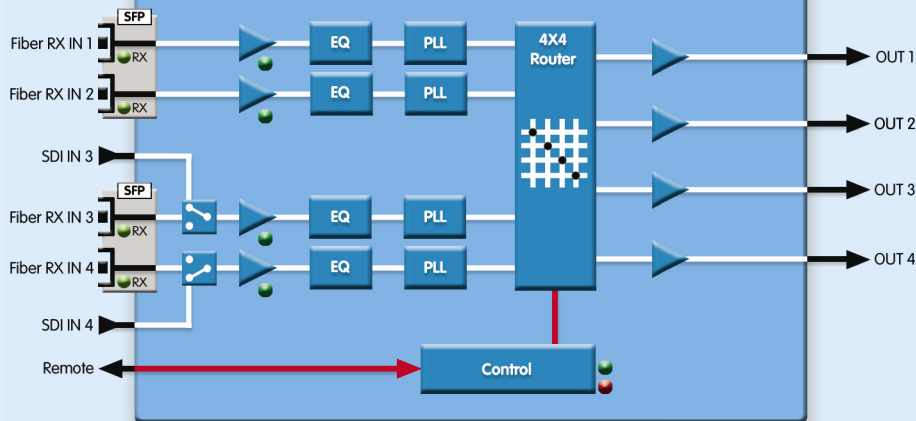 SFP
Fiber RX IN 1
RX
EQ
PLL
4X4
Router
OUT 1
Fiber RX IN 2
RX
EQ
PLL
OUT 2
SDI IN 3
SFP
OUT 3
Fiber RX IN 3
RX
EQ
PLL
Fiber RX IN 4
RX
EQ
PLL
OUT 4
SDI IN 4
Remote
Control